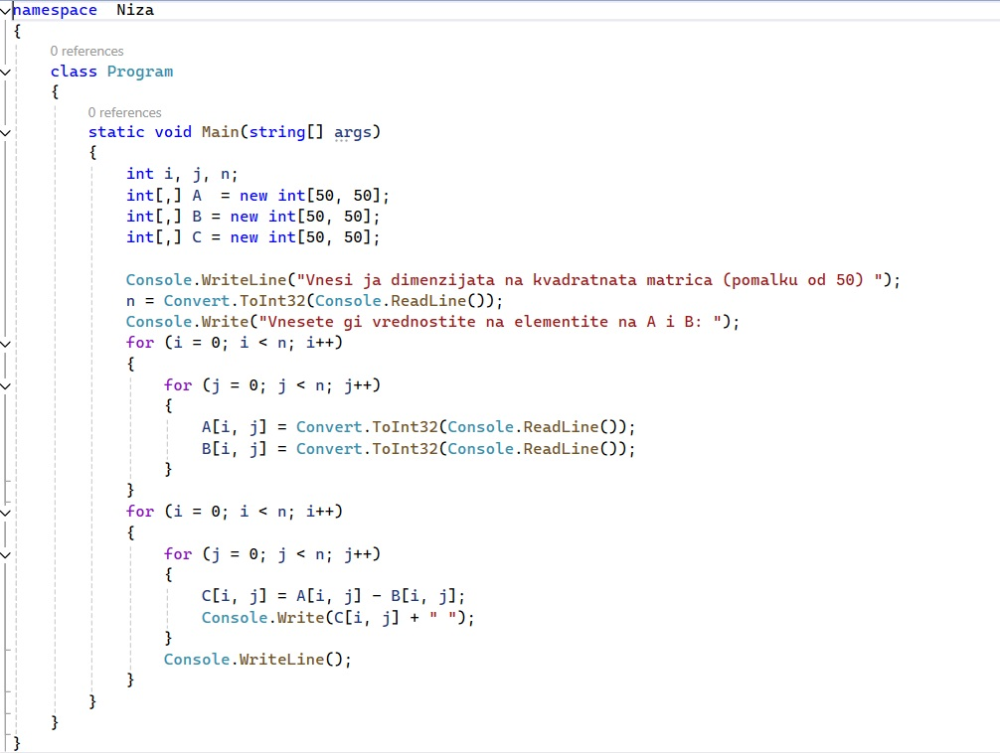 namespace  Niza
{
0 references
class Program
{
0 references
static void Main(string[] args)
{
int i, j, n;
int[,] A  = new int[50, 50];
int[,] B = new int[50, 50];
int[,] C = new int[50, 50];
Console.WriteLine("Vnesi ja dimenzijata na kvadratnata matrica (pomalku od 50) ");
n = Convert.ToInt32(Console.ReadLine());
Console.Write("Vnesete gi vrednostite na elementite na A i B: ");
for (i = 0; i < n; i++)
{
for (j = 0; j < n; j++)
{
A[i, j] = Convert.ToInt32(Console.ReadLine());
B[i, j] = Convert.ToInt32(Console.ReadLine());
}
}
for (i = 0; i < n; i++)
{
for (j = 0; j < n; j++)
{
C[i, j] = A[i, j] - B[i, j];
Console.Write(C[i, j] + " ");
}
Console.WriteLine();
}
}
}
}